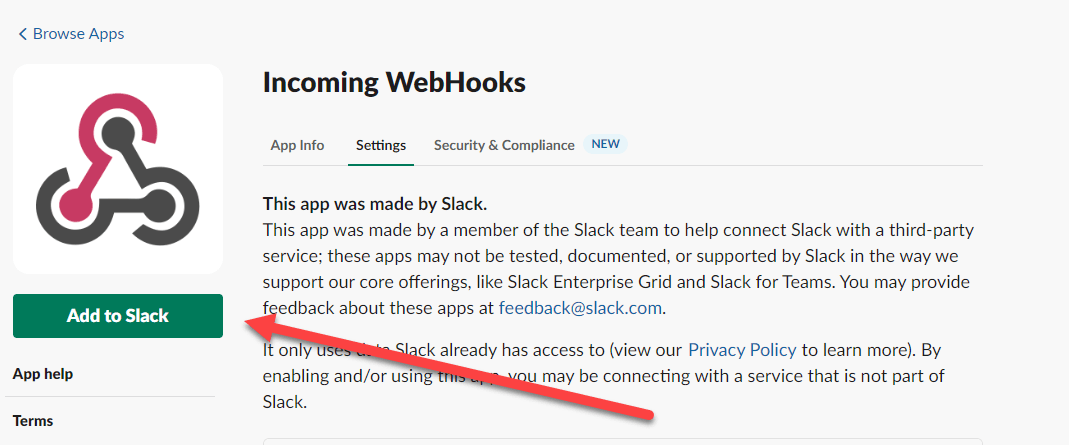 Browse Apps
Incoming WebHooks
App Info Settings Security & Compliance NEW
This app was made by Slack.
This app was made by a member of the Slack team to help connect Slack with a third-party
service; these apps may not be tested, documented, or supported by Slack in the way we
support our core offerings, like Slack Enterprise Grid and Slack for Teams. You may provide
feedback about these apps at feedback@slack.com.
Add to Slack
It only uses data Slack already has access to (view our Privacy Policy to learn more). By
enabling and/or using this app, you may be connecting with a service that is not part of
Slack.
App help
Terms